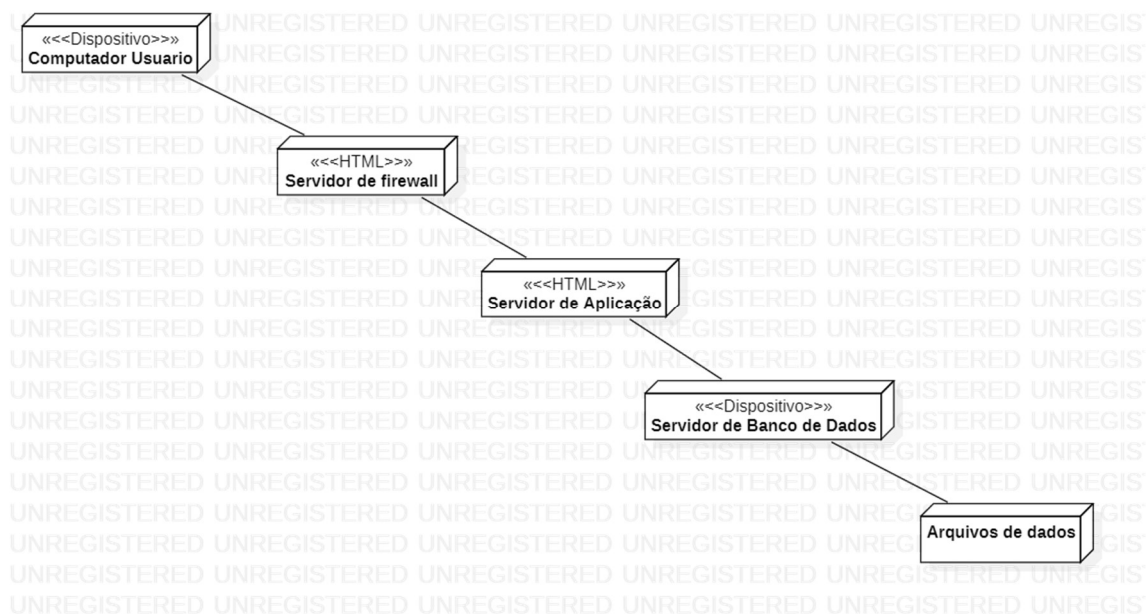 «<<Dispositivo>>»
Computador Usuario
«<<HTML>>»
Servidor de firewall
«<<HTML>>»
Servidor de Aplicação
«<<Dispositivo>>»
Servidor de Banco de Dados
Arquivos de dados
UNREGISTERED